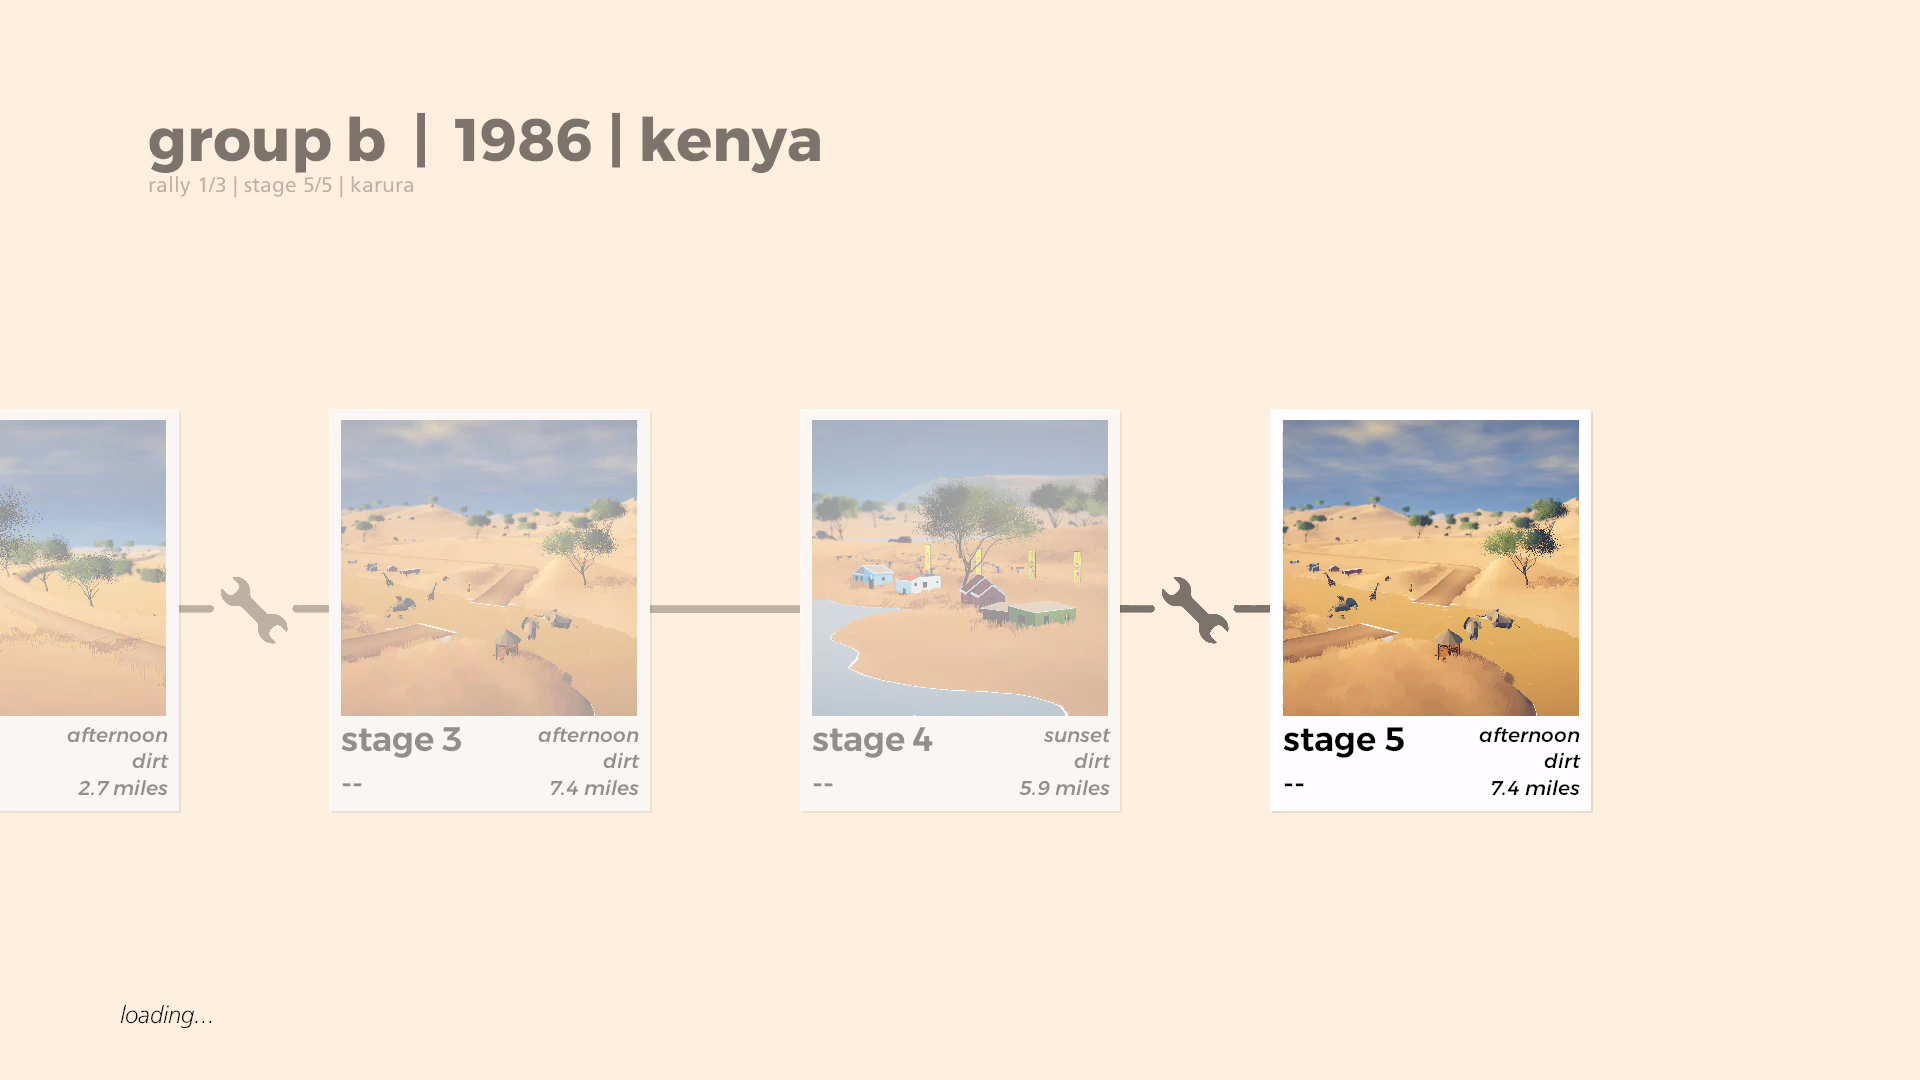 group b | 1986 | kenya
rally 1/3 | stage 5/5 | karura
afternoon
dirt
2.7 miles
stage 3
--
afternoon
dirt
7.4 miles
stage 4
--
sunset
dirt
5.9 miles
stage 5
--
afternoon
dirt
7.4 miles
loading...